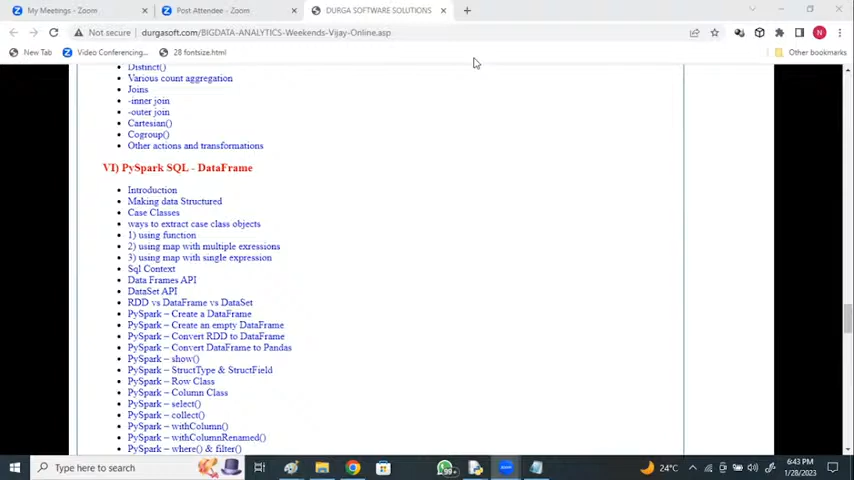 My Meetings - Zoom
Post Attendee - Zoom
DURGA SOFTWARE SOLUTIONS
Not secure
durgasoft.com/BIGDATA-ANALYTICS-Weekends-Vijay-Online.asp
N
New Tab
Video Conferencing...
28 fontsize.html
Other bookmarks
Distinct()
Various count aggregation
Joins
-inner join
-outer join
Cartesian()
Cogroup()
Other actions and transformations
VI) PySpark SQL - DataFrame
Introduction
Making data Structured
Case Classes
ways to extract case class objects
1) using function
2) using map with multiple exressions
3) using map with single expression
Sql Context
Data Frames API
DataSet API
RDD vs DataFrame vs DataSet
PySpark – Create a DataFrame
PySpark – Create an empty DataFrame
PySpark – Convert RDD to DataFrame
PySpark – Convert DataFrame to Pandas
PySpark – show()
PySpark – StructType & StructField
PySpark – Row Class
PySpark – Column Class
PySpark – select()
PySpark – collect()
PySpark – withColumn()
PySpark – withColumnRenamed()
PySpark – where() & filter()
Type here to search
24°C
6:43 PM
1/28/2023